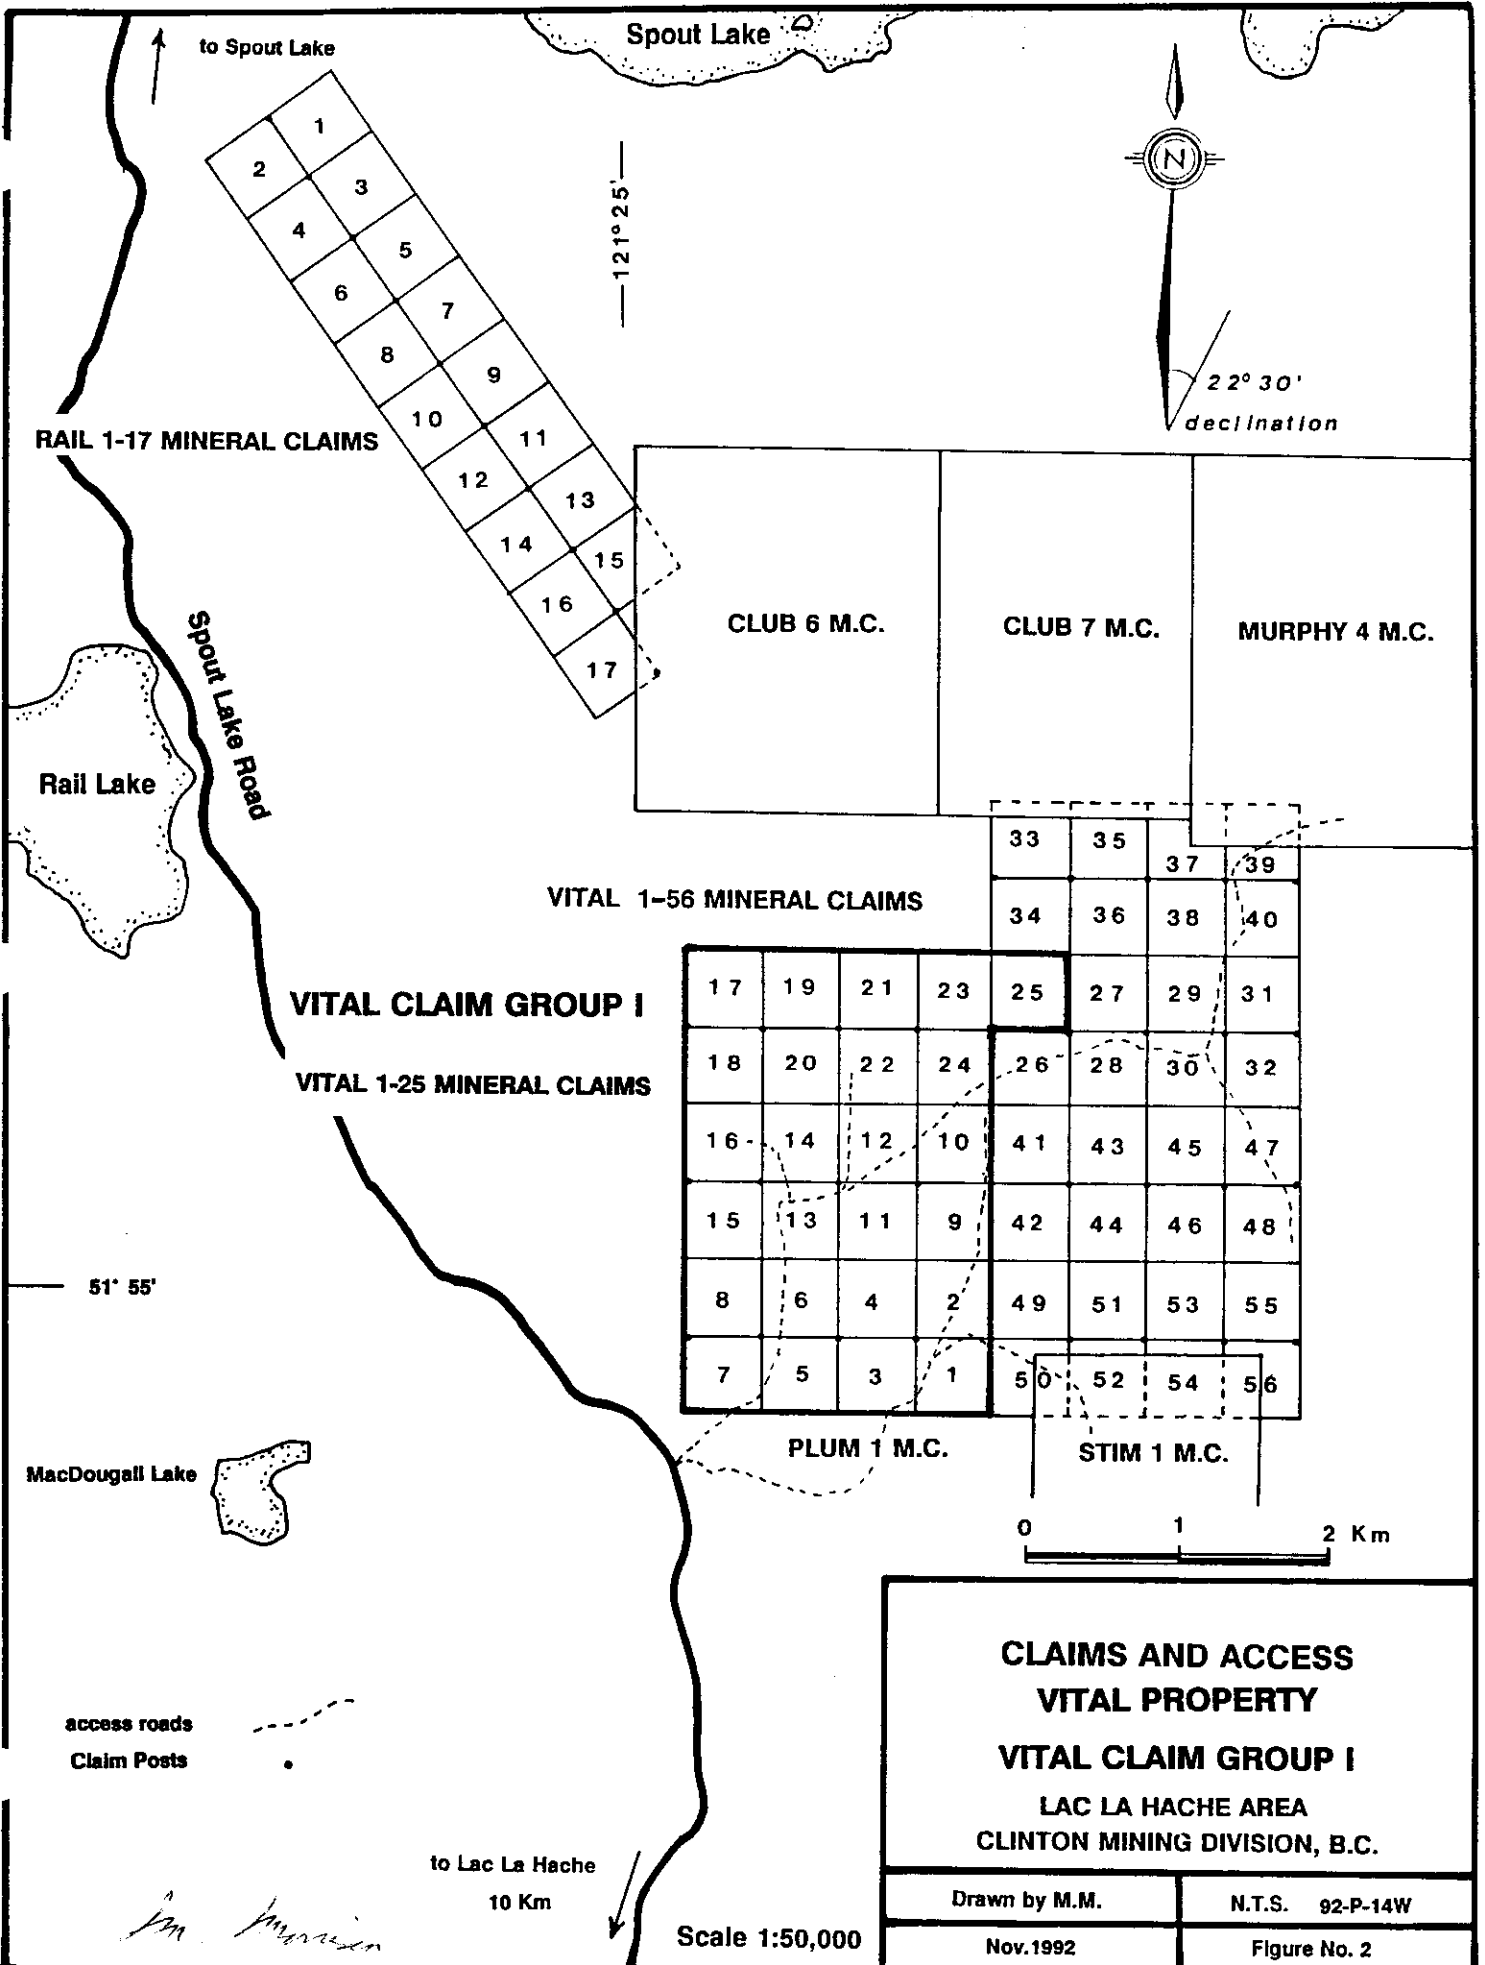 to Spout Lake
Spout Lake
1
2
3
4
5
6
7
8
9
10
11
12
13
14
15
16
17
121° 25'
N
22° 30'
declination
RAIL 1-17 MINERAL CLAIMS
CLUB 6 M.C.
CLUB 7 M.C.
MURPHY 4 M.C.
Spout Lake Road
Rail Lake
33 35 37 39
VITAL 1-56 MINERAL CLAIMS
34 36 38 40
VITAL CLAIM GROUP I
17 19 21 23 25 27 29 31
VITAL 1-25 MINERAL CLAIMS
18 20 22 24 26 28 30 32
16 14 12 10 41 43 45 47
15 13 11 9 42 44 46 48
51° 55'
8 6 4 2 49 51 53 55
7 5 3 1 50 52 54 56
PLUM 1 M.C.
STIM 1 M.C.
MacDougall Lake
0 1 2 Km
access roads
Claim Posts
to Lac La Hache
10 Km
Scale 1:50,000
CLAIMS AND ACCESS
VITAL PROPERTY
VITAL CLAIM GROUP I
LAC LA HACHE AREA
CLINTON MINING DIVISION, B.C.
Drawn by M.M.
N.T.S. 92-P-14W
Nov.1992
Figure No. 2